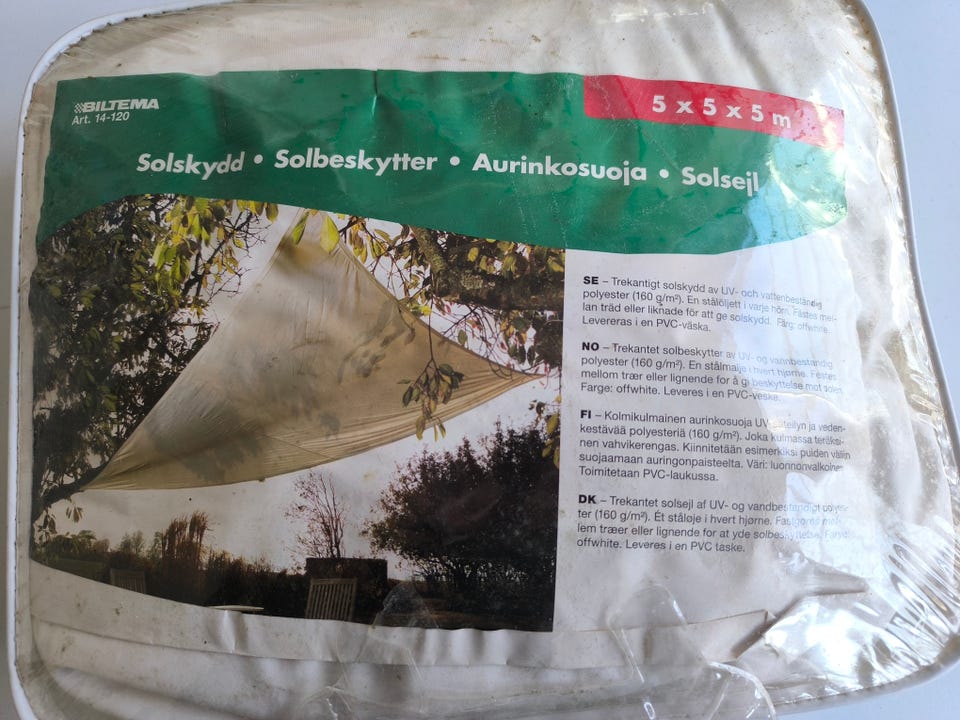 BILTEMA
Art. 14-120
5 x 5 x 5 m
Solskydd • Solbeskytter • Aurinkosuoja • Solsejl
SE – Trekantigt solskydd av UV- och vattenbeständig
polyester (160 g/m²). En stålöljett i varje hörn. Fästes mel-
lan träd eller liknade för att ge solskydd. Färg: offwhite.
Levereras i en PVC-väska.
NO – Trekantet solbeskytter av UV- og vannbestandig
polyester (160 g/m²). En stålmalje i hvert hjørne. Festes
mellom trær eller lignende for å gi beskyttelse mot solen.
Farge: offwhite. Leveres i en PVC-veske.
FI – Kolmikulmainen aurinkosuoja UV-säteilyn ja veden-
kestävää polyesteriä (160 g/m²). Joka kulmassa teräksi-
nen vahvikerengas. Kiinnitetään esimerkiksi puiden väliin
suojaamaan auringonpaisteelta. Väri: luonnonvalkoinen
Toimitetaan PVC-laukussa.
DK – Trekantet solsejl af UV- og vandbestandigt polyes-
ter (160 g/m²). Ét ståløje i hvert hjørne. Fastgøres mel-
lem træer eller lignende for at yde solbeskyttelse. Farve:
offwhite. Leveres i en PVC taske.